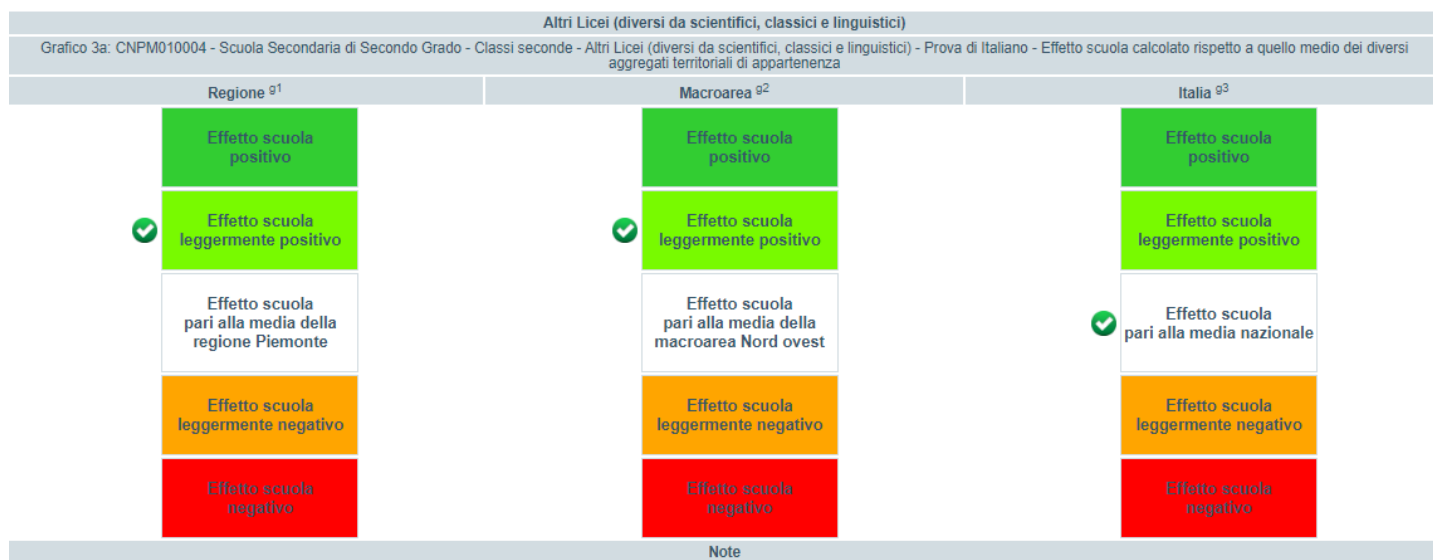 Altri Licei (diversi da scientifici, classici e linguistici)
Grafico 3a: CNPM010004 - Scuola Secondaria di Secondo Grado - Classi seconde - Altri Licei (diversi da scientifici, classici e linguistici) - Prova di Italiano - Effetto scuola calcolato rispetto a quello medio dei diversi
aggregati territoriali di appartenenza
Regione g1
Macroarea g2
Italia g3
Effetto scuola
positivo
Effetto scuola
positivo
Effetto scuola
positivo
Effetto scuola
leggermente positivo
Effetto scuola
leggermente positivo
Effetto scuola
leggermente positivo
Effetto scuola
pari alla media della
regione Piemonte
Effetto scuola
pari alla media della
macroarea Nord ovest
Effetto scuola
pari alla media nazionale
Effetto scuola
leggermente negativo
Effetto scuola
leggermente negativo
Effetto scuola
leggermente negativo
Effetto scuola
negativo
Effetto scuola
negativo
Effetto scuola
negativo
Note